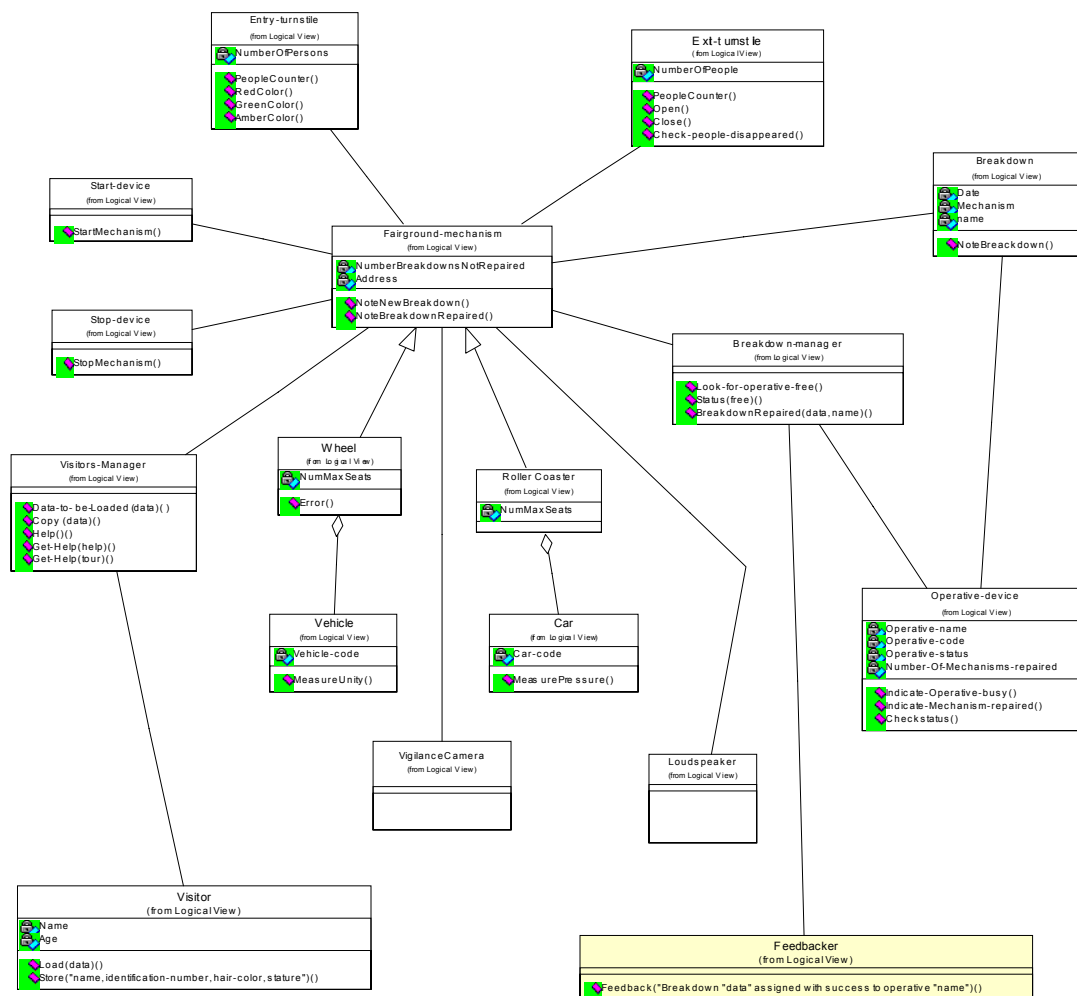 Entry-turnstile
(from Logical View)
NumberOfPersons
PeopleCounter()
RedColor()
GreenColor()
AmberColor()
Exit-turnstile
(from Logical View)
NumberOfPeople
PeopleCounter()
Open()
Close()
Check-people-disappeared()
Breakdown
(from Logical View)
Date
Mechanism
name
NoteBreackdown()
Start-device
(from Logical View)
StartMechanism()
Fairground-mechanism
(from Logical View)
NumberBreakdownsNotRepaired
Address
NoteNewBreakdown()
NoteBreakdownRepaired()
Stop-device
(from Logical View)
StopMechanism()
Breakdown-manager
(from Logical View)
Look-for-operative-free()
Status(free)()
BreakdownRepaired(data,name)()
Visitors-Manager
(from Logical View)
Data-to-be-Loaded(data)()
Copy(data)()
Help()()
Get-Help(help)()
Get-Help(tour)()
Wheel
(from Logical View)
NumMaxSeats
Error()
Roller Coaster
(from Logical View)
NumMaxSeats
Vehicle
(from Logical View)
Vehicle-code
MeasureUnity()
Car
(from Logical View)
Car-code
MeasurePressure()
Operative-device
(from Logical View)
Operative-name
Operative-code
Operative-status
Number-Of-Mechanisms-repaired
Indicate-Operative-busy()
Indicate-Mechanism-repaired()
Checkstatus()
VigilanceCamera
(from Logical View)
Loudspeaker
(from Logical View)
Visitor
(from Logical View)
Name
Age
Load(data)()
Store("name,identification-number,hair-color,stature")()
Feedbacker
(from Logical View)
Feedback("Breakdown "data" assigned with success to operative "name")()